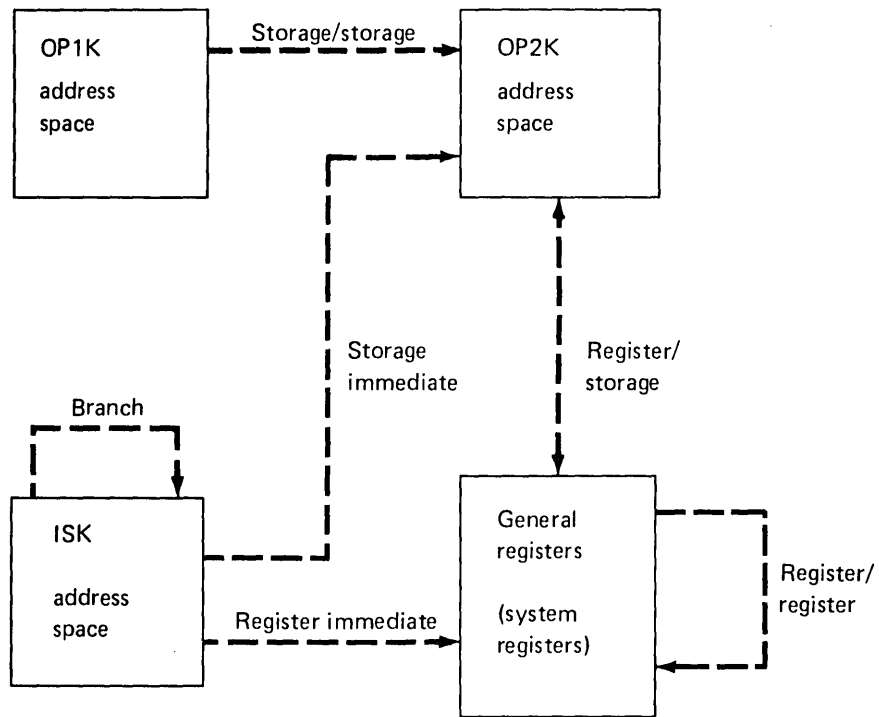 OP1K
address
space
Storage/storage
OP2K
address
space
Storage
immediate
Register/
storage
Branch
ISK
address
space
Register immediate
General
registers
(system
registers)
Register/
register